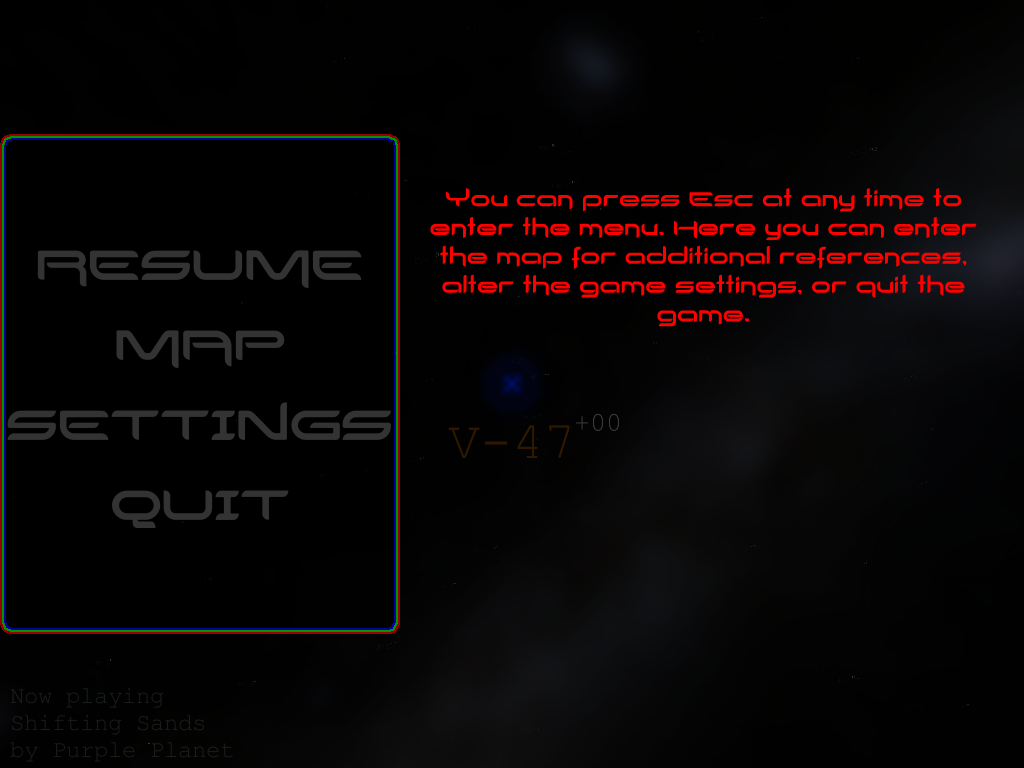 RESUME
MAP
SETTINGS
QUIT
You can press Esc at any time to
enter the menu. Here you can enter
the map for additional references,
alter the game settings, or quit the
game.
V-47
+00
Now playing
Shifting Sands
by Purple Planet